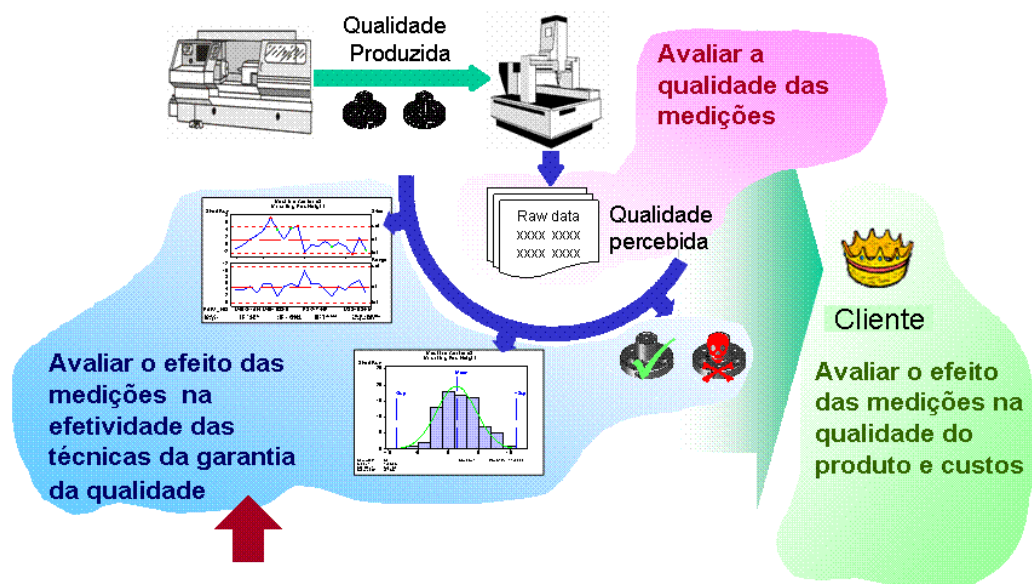 Qualidade
Produzida
Avaliar a
qualidade das
medições
Raw data
XXXX XXXX
XXXX XXXX
Qualidade
percebida
Cliente
Avaliar o efeito das
medições na
efetividade das
técnicas da garantia
da qualidade
Avaliar o efeito
das medições na
qualidade do
produto e custos